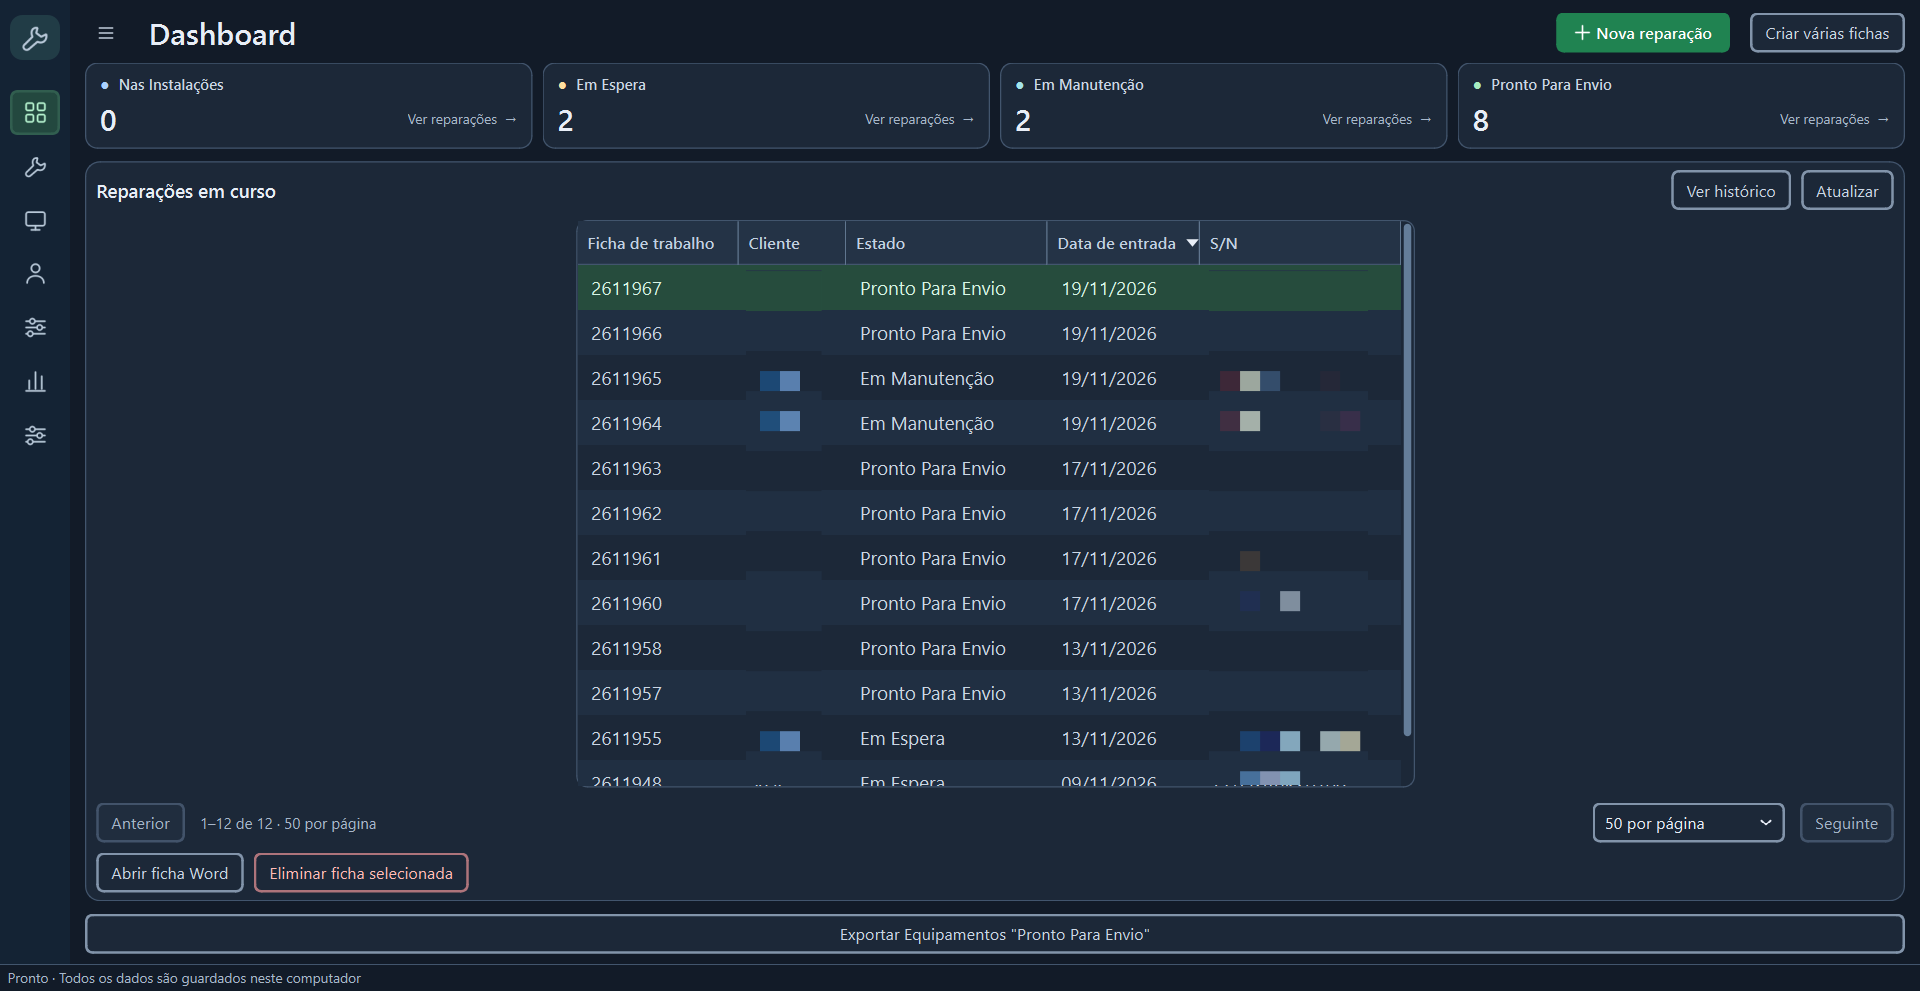 Dashboard
+ Nova reparação
Criar várias fichas
Nas Instalações
0
Ver reparações →
Em Espera
2
Ver reparações →
Em Manutenção
2
Ver reparações →
Pronto Para Envio
8
Ver reparações →
Reparações em curso
Ver histórico
Atualizar
Ficha de trabalho Cliente Estado Data de entrada S/N
2611967 Pronto Para Envio 19/11/2026
2611966 Pronto Para Envio 19/11/2026
2611965 Em Manutenção 19/11/2026
2611964 Em Manutenção 19/11/2026
2611963 Pronto Para Envio 17/11/2026
2611962 Pronto Para Envio 17/11/2026
2611961 Pronto Para Envio 17/11/2026
2611960 Pronto Para Envio 17/11/2026
2611958 Pronto Para Envio 13/11/2026
2611957 Pronto Para Envio 13/11/2026
2611955 Em Espera 13/11/2026
2611948 Em Espera 09/11/2026
Anterior
1–12 de 12 · 50 por página
50 por página
Seguinte
Abrir ficha Word
Eliminar ficha selecionada
Exportar Equipamentos "Pronto Para Envio"
Pronto · Todos os dados são guardados neste computador